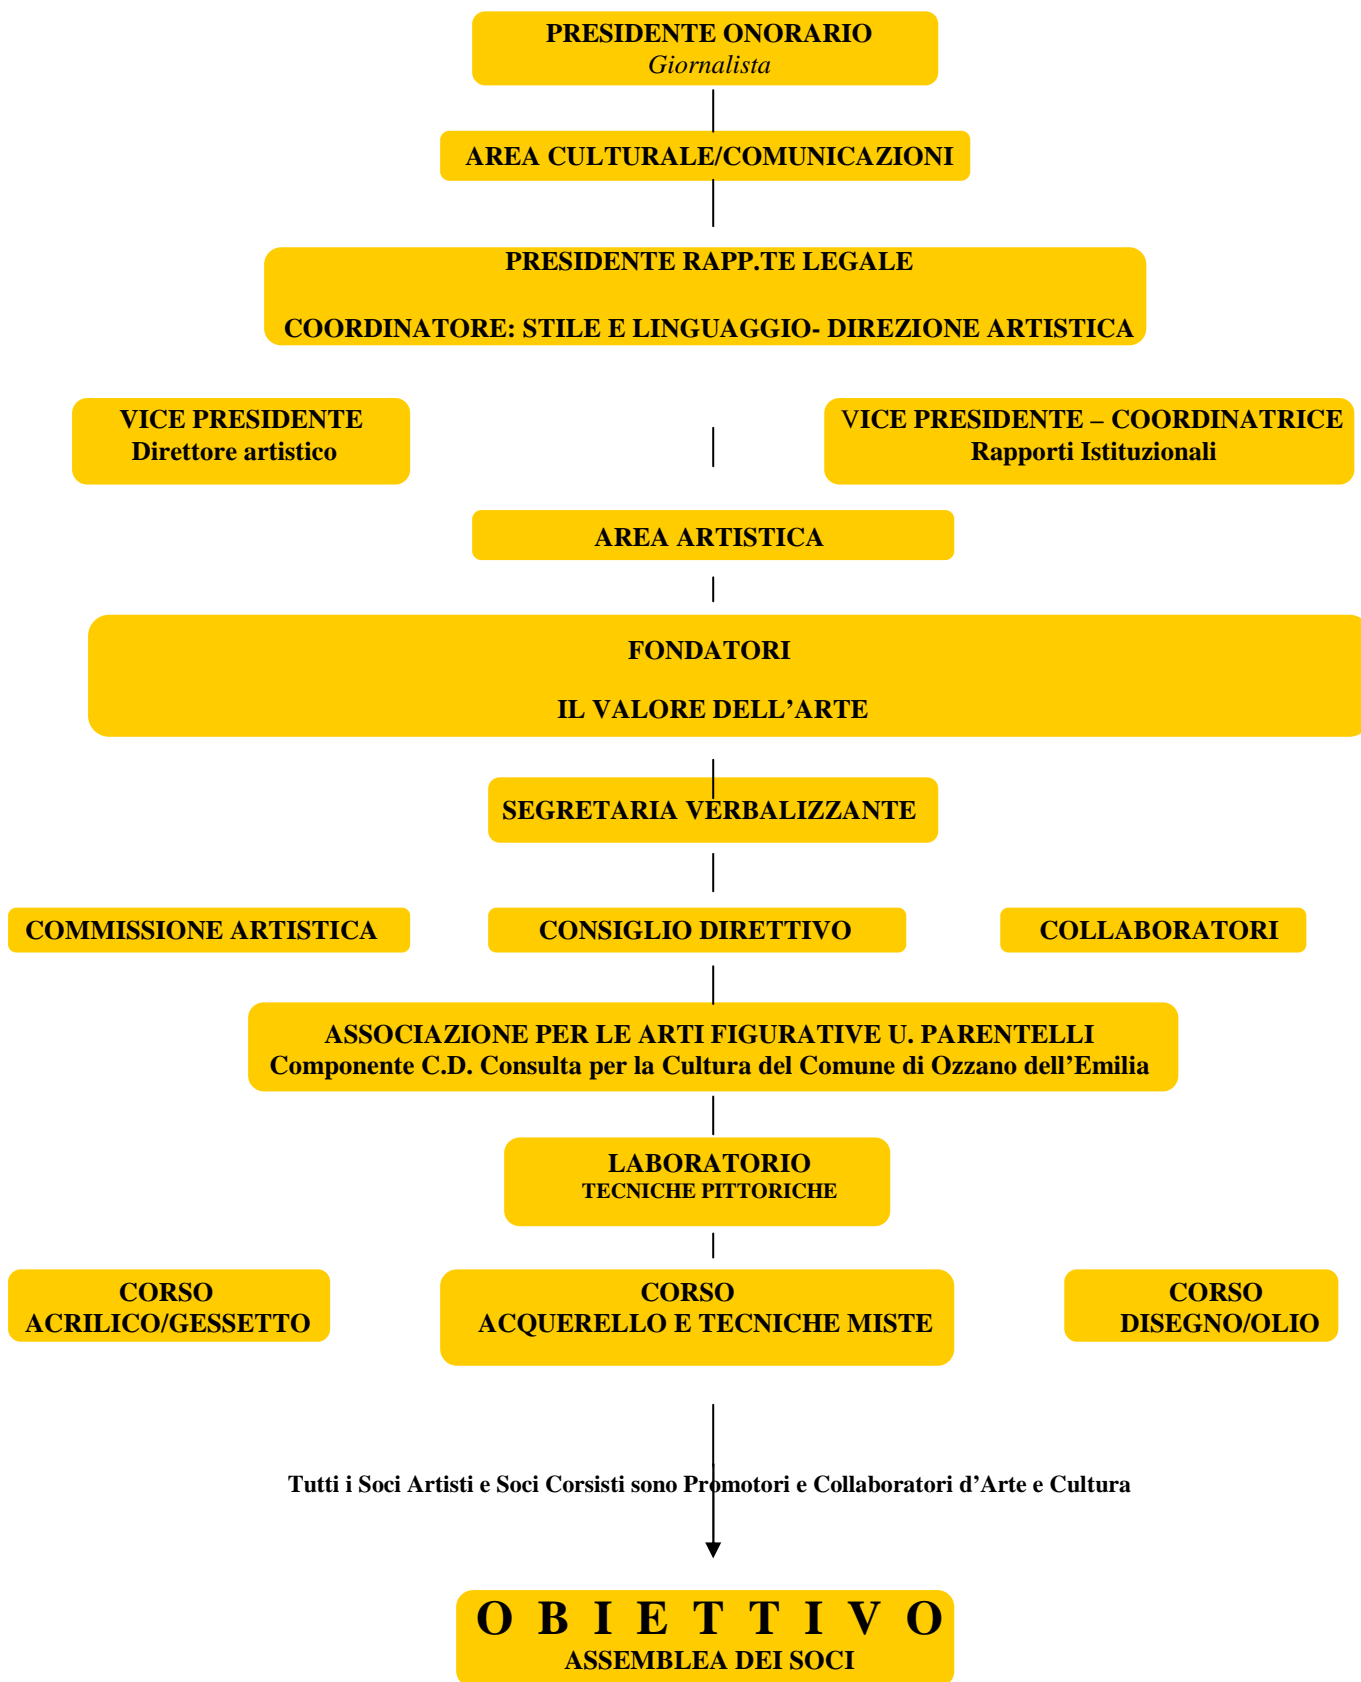 PRESIDENTE ONORARIO
Giornalista
AREA CULTURALE/COMUNICAZIONI
PRESIDENTE RAPP.TE LEGALE
COORDINATORE: STILE E LINGUAGGIO- DIREZIONE ARTISTICA
VICE PRESIDENTE
Direttore artistico
VICE PRESIDENTE – COORDINATRICE
Rapporti Istituzionali
AREA ARTISTICA
FONDATORI
IL VALORE DELL’ARTE
SEGRETARIA VERBALIZZANTE
COMMISSIONE ARTISTICA
CONSIGLIO DIRETTIVO
COLLABORATORI
ASSOCIAZIONE PER LE ARTI FIGURATIVE U. PARENTELLI
Componente C.D. Consulta per la Cultura del Comune di Ozzano dell’Emilia
LABORATORIO
TECNICHE PITTORICHE
CORSO
ACRILICO/GESSETTO
CORSO
ACQUERELLO E TECNICHE MISTE
CORSO
DISEGNO/OLIO
Tutti i Soci Artisti e Soci Corsisti sono Promotori e Collaboratori d’Arte e Cultura
O B I E T T I V O
ASSEMBLEA DEI SOCI